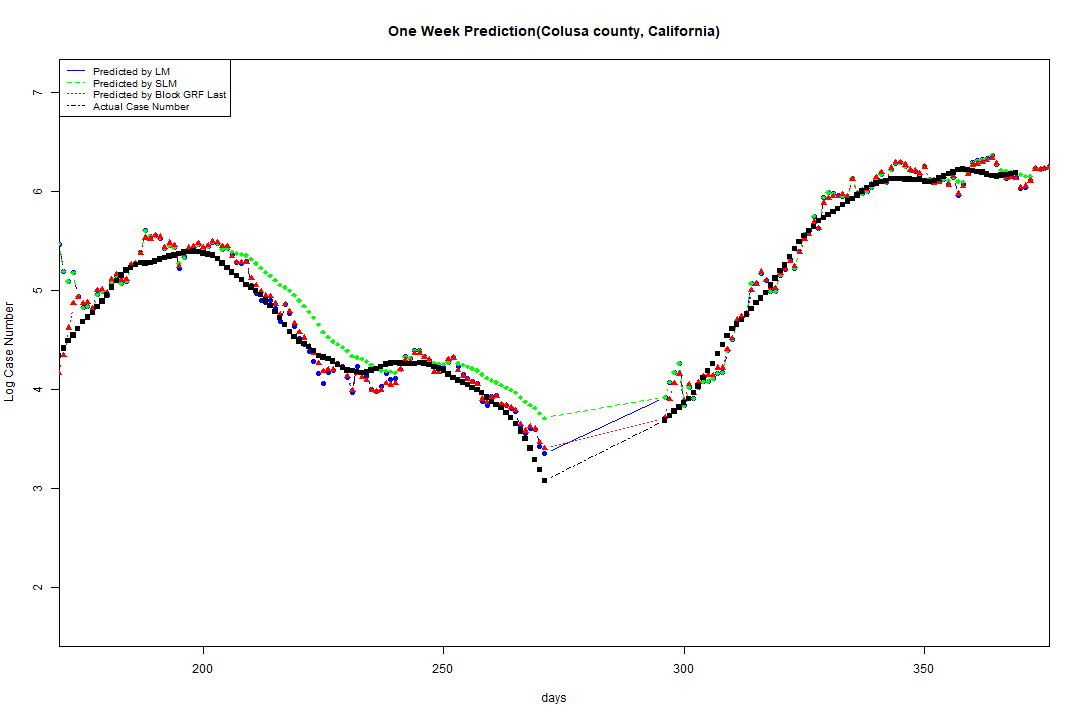 One Week Prediction(Colusa county, California)
Predicted by LM
Predicted by SLM
Predicted by Block GRF Last
Actual Case Number
7
6
5
4
3
2
Log Case Number
200 250 300 350
days